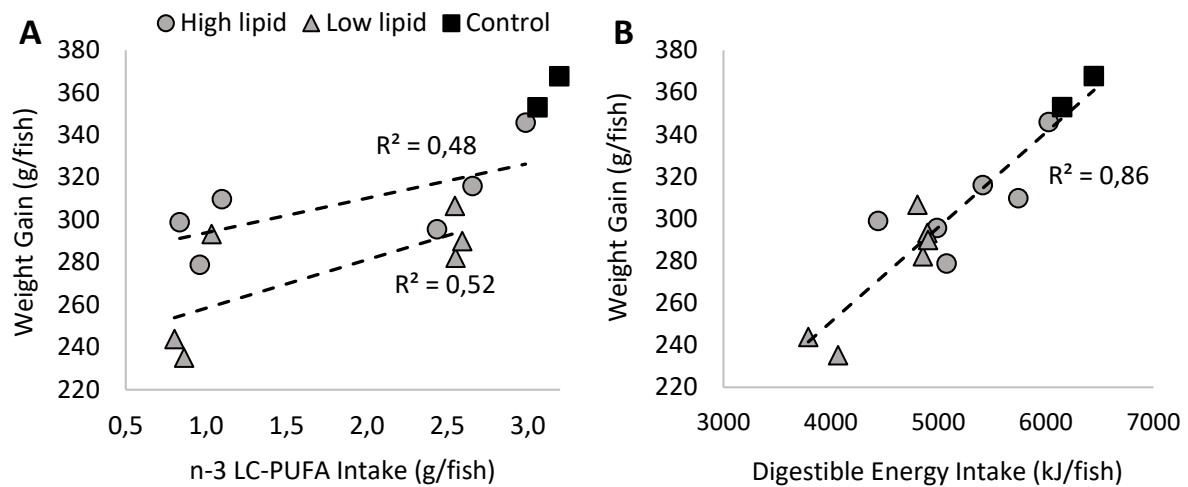 A
High lipid Low lipid Control
380
360
340
320
300
280
260
240
220
Weight Gain (g/fish)
R² = 0,48
R² = 0,52
0,5 1,0 1,5 2,0 2,5 3,0
n-3 LC-PUFA Intake (g/fish)
B
380
360
340
320
300
280
260
240
220
Weight Gain (g/fish)
R² = 0,86
3000 4000 5000 6000 7000
Digestible Energy Intake (kJ/fish)